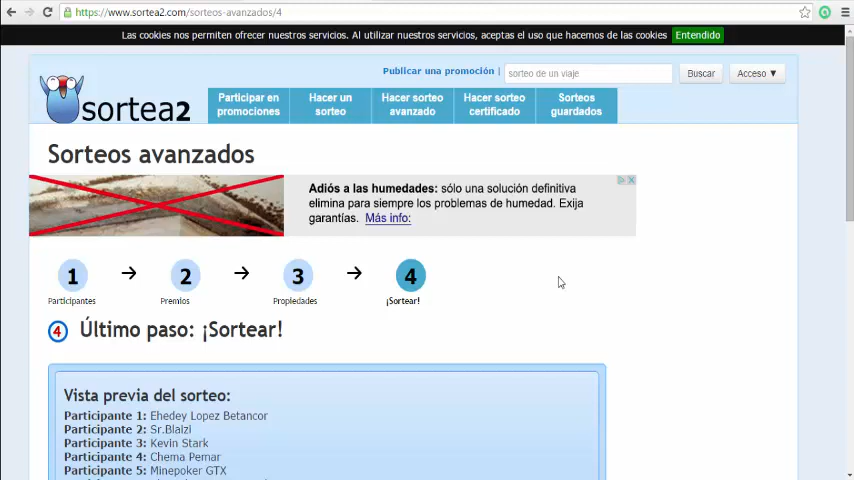 https://www.sortea2.com/sorteos-avanzados/4
Las cookies nos permiten ofrecer nuestros servicios. Al utilizar nuestros servicios, aceptas el uso que hacemos de las cookies Entendido
Publicar una promoción | sorteo de un viaje Buscar Acceso ▼
sortea2
Participar en promociones
Hacer un sorteo
Hacer sorteo avanzado
Hacer sorteo certificado
Sorteos guardados
Sorteos avanzados
Adiós a las humedades: sólo una solución definitiva
elimina para siempre los problemas de humedad. Exija
garantías. Más info:
1 → 2 → 3 → 4
Participantes Premios Propiedades ¡Sortear!
4 Último paso: ¡Sortear!
Vista previa del sorteo:
Participante 1: Ehedey Lopez Betancor
Participante 2: Sr.Blaizi
Participante 3: Kevin Stark
Participante 4: Chema Pemar
Participante 5: Minepoker GTX